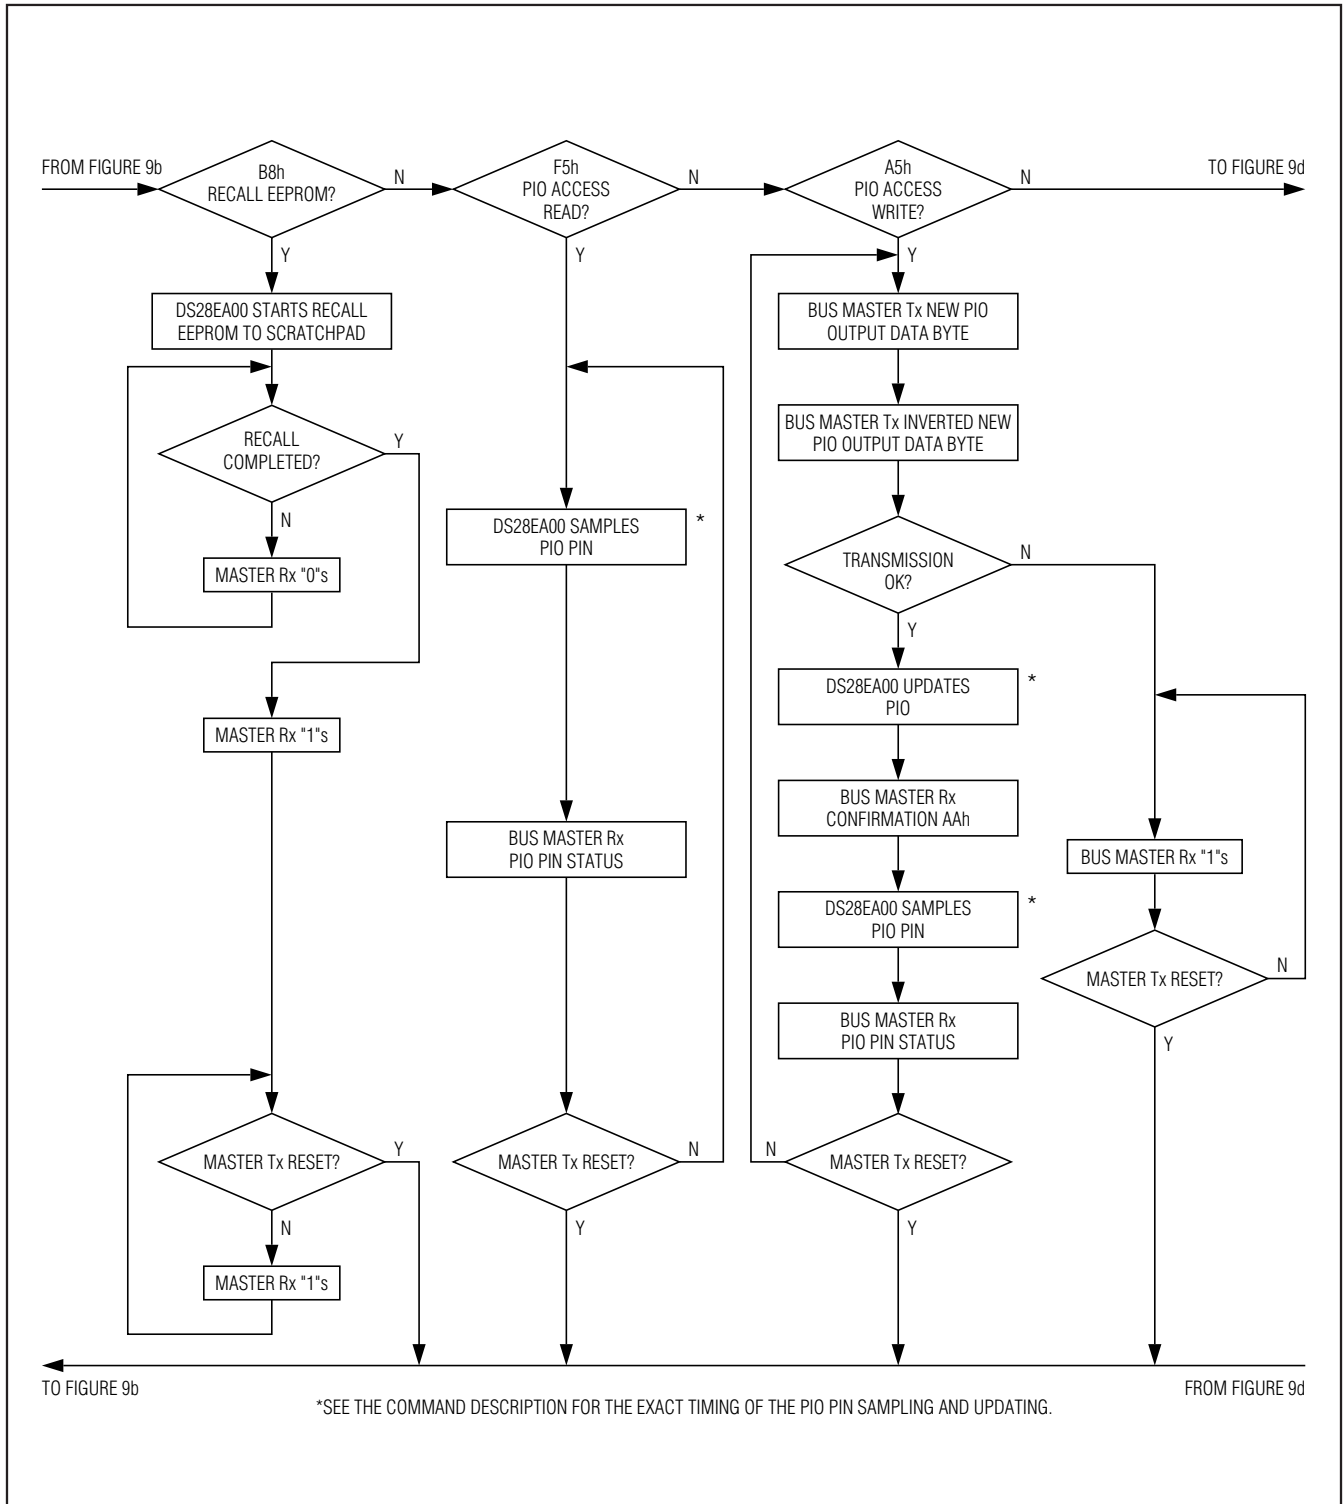 FROM FIGURE 9b
B8h
RECALL EEPROM?
N
Y
F5h
PIO ACCESS
READ?
N
Y
A5h
PIO ACCESS
WRITE?
N
Y
TO FIGURE 9d
DS28EA00 STARTS RECALL
EEPROM TO SCRATCHPAD
RECALL
COMPLETED?
Y
N
MASTER Rx "0"s
MASTER Rx "1"s
MASTER Tx RESET?
Y
N
MASTER Rx "1"s
DS28EA00 SAMPLES
PIO PIN
*
BUS MASTER Rx
PIO PIN STATUS
MASTER Tx RESET?
N
Y
BUS MASTER Tx NEW PIO
OUTPUT DATA BYTE
BUS MASTER Tx INVERTED NEW
PIO OUTPUT DATA BYTE
TRANSMISSION
OK?
N
Y
DS28EA00 UPDATES
PIO
*
BUS MASTER Rx
CONFIRMATION AAh
DS28EA00 SAMPLES
PIO PIN
*
BUS MASTER Rx
PIO PIN STATUS
MASTER Tx RESET?
N
Y
BUS MASTER Rx "1"s
MASTER Tx RESET?
N
Y
TO FIGURE 9b
FROM FIGURE 9d
*SEE THE COMMAND DESCRIPTION FOR THE EXACT TIMING OF THE PIO PIN SAMPLING AND UPDATING.